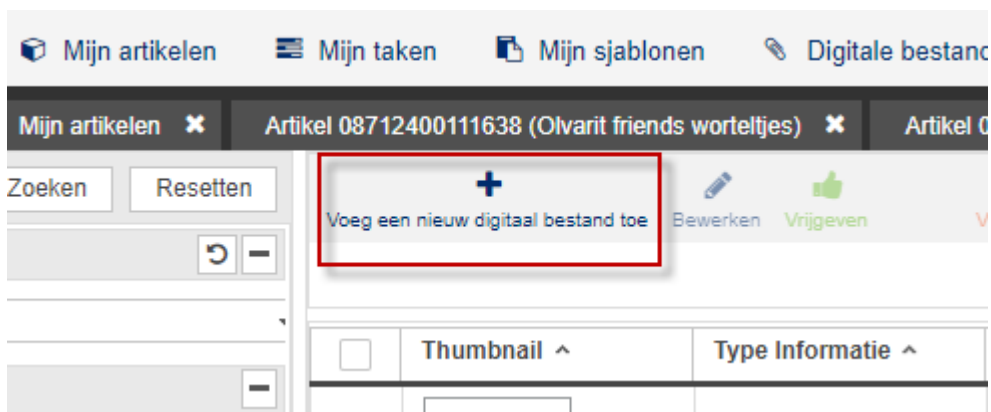 Mijn artikelen Mijn taken Mijn sjablonen Digitale bestand
Mijn artikelen Artikel 08712400111638 (Olvarit friends worteltjes) Artikel 0
Zoeken Resetten
Voeg een nieuw digitaal bestand toe Bewerken Vrijgeven V
Thumbnail Type Informatie